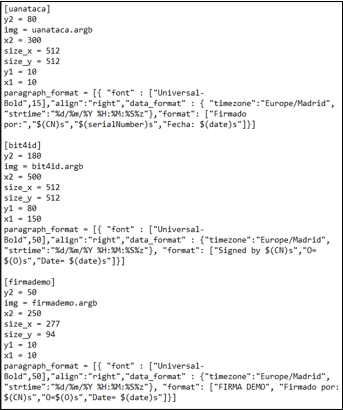 [uanataca]
y2 = 80
img = uanataca.argb
x2 = 300
size_x = 512
size_y = 512
y1 = 10
x1 = 10
paragraph_format = [{ "font" : ["Universal-
Bold",15],"align":"right","data_format" : { "timezone":"Europe/Madrid",
"strtime":"%d/%m/%Y %H:%M:%S%z"},"format": ["Firmado
por:","$(CN)s","$(serialNumber)s","Fecha: $(date)s"]}]
[bit4id]
y2 = 180
img = bit4id.argb
x2 = 500
size_x = 512
size_y = 512
y1 = 80
x1 = 150
paragraph_format = [{ "font" : ["Universal-
Bold",50],"align":"right","data_format" : {"timezone":"Europe/Madrid",
"strtime":"%d/%m/%Y %H:%M:%S%z"}, "format": ["Signed by $(CN)s","O=
$(O)s","Date= $(date)s"]}]
[firmademo]
y2 = 50
img = firmademo.argb
x2 = 250
size_x = 277
size_y = 94
y1 = 10
x1 = 10
paragraph_format = [{ "font" : ["Universal-
Bold",50],"align":"right","data_format" : {"timezone":"Europe/Madrid",
"strtime":"%d/%m/%Y %H:%M:%S%z"}, "format": ["FIRMA DEMO", "Firmado por:
$(CN)s","O=$(O)s","Date= $(date)s"]}]